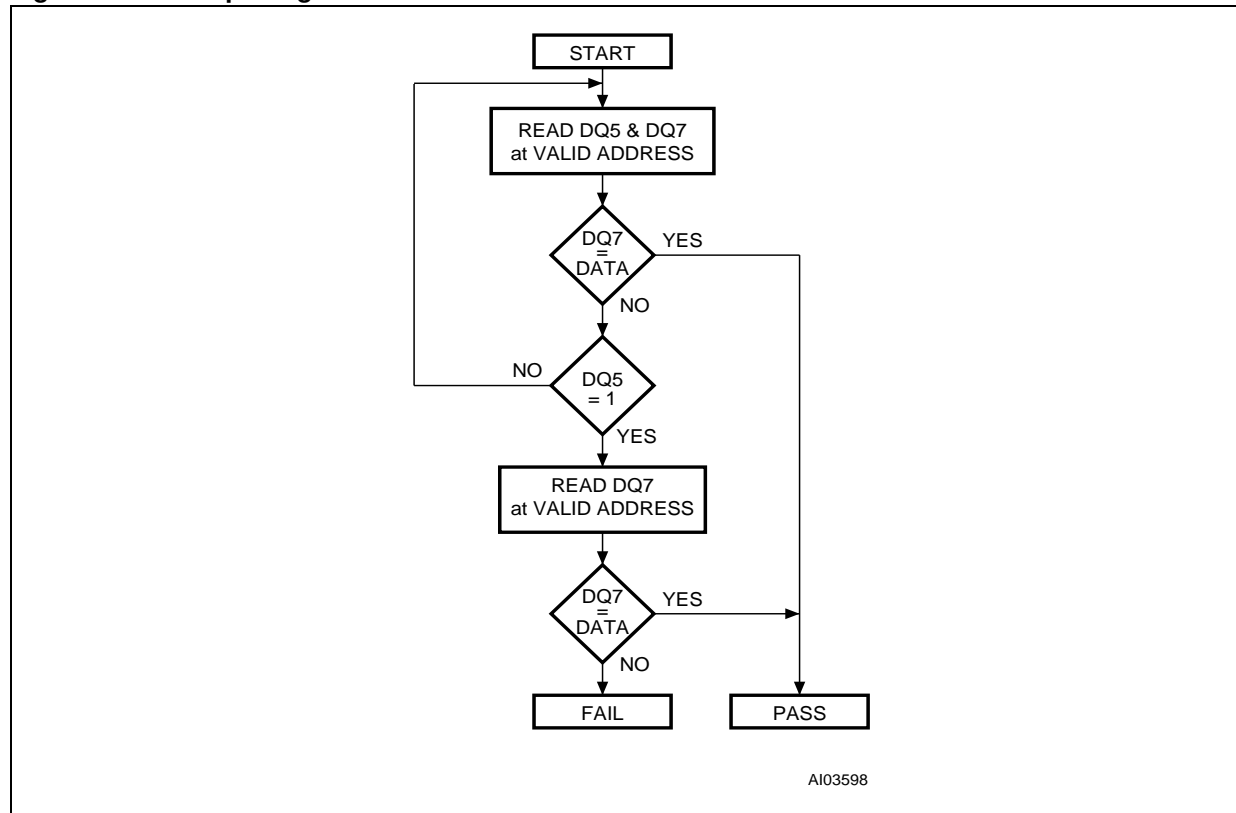 START
READ DQ5 & DQ7
at VALID ADDRESS
DQ7
=
DATA
YES
NO
NO
DQ5
= 1
YES
READ DQ7
at VALID ADDRESS
DQ7
=
DATA
YES
NO
FAIL
PASS
AI03598